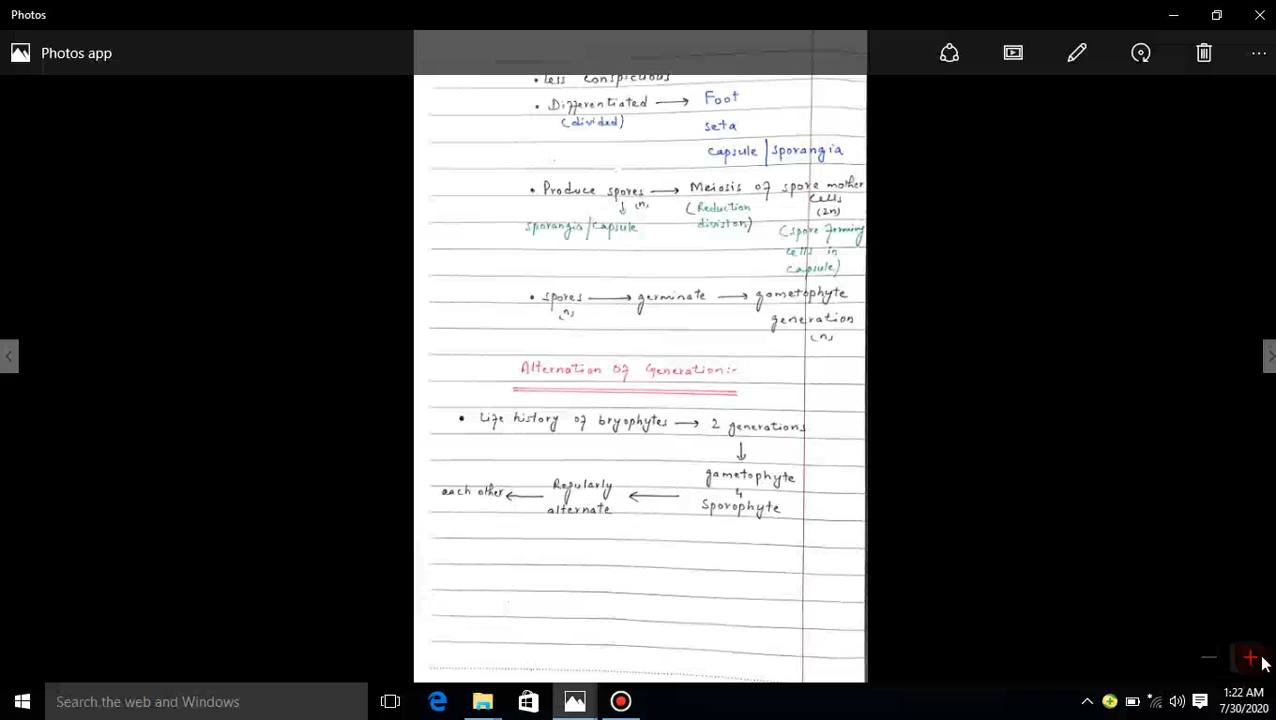 Photos
Photos app
• less conspicuous
• Differentiated → Foot
(divided)
seta
capsule | sporangia
• Produce spores → Meiosis of spore mother
(n)
cells
(2n)
↓
(Reduction
division)
sporangia/capsule
(spore forming
cells in
capsule)
• spores → germinate → gametophyte
(n)
generation
(n)
Alternation of Generation:-
• Life history of bryophytes → 2 generations
↓
gametophyte
each other ← Regularly
alternate
←
Sporophyte
Search the web and Windows
1:22 AM
7/30/2020